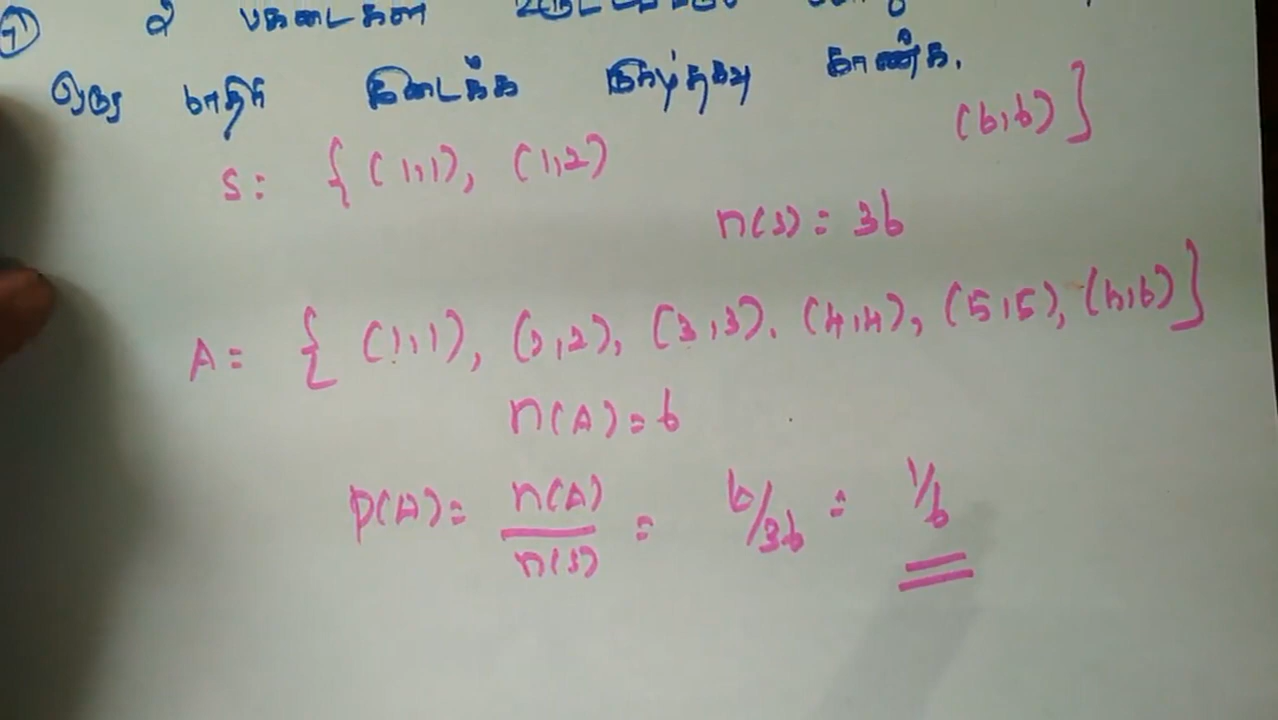 7) 2 பகடைகள்
ஒரு மாதிரி கிடைக்க நிகழ்தகவு காண்க.
S: { (1,1), (1,2) (6,6) }
n(S) = 36
A = { (1,1), (2,2), (3,3), (4,4), (5,5), (6,6) }
n(A) = 6
P(A) = n(A)/n(S) = 6/36 = 1/6